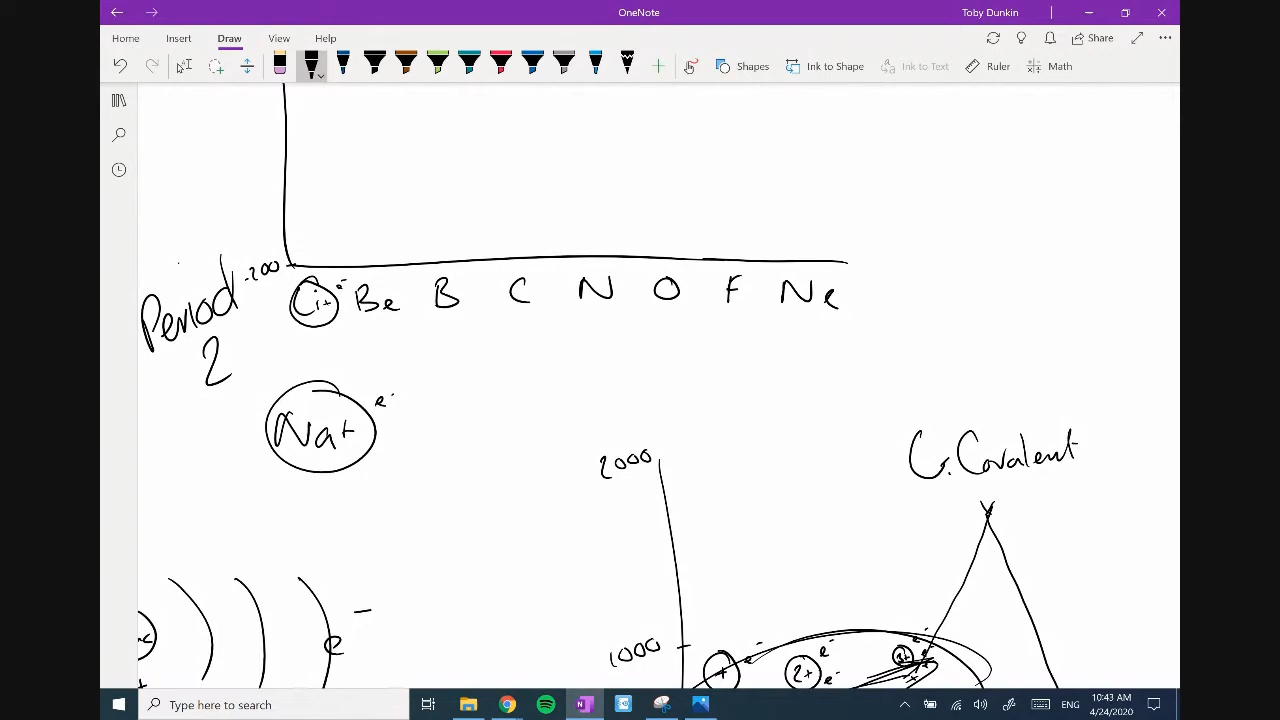 OneNote
Toby Dunkin
Home Insert Draw View Help
Share
Shapes Ink to Shape Ink to Text Ruler Math
-200
Li+ e- Be B C N O F Ne
Period
2
Na+ e-
2000
G. Covalent
e-
1000
+ e- 2+ e- e- 3+ e-
Type here to search
ENG
10:43 AM
4/24/2020